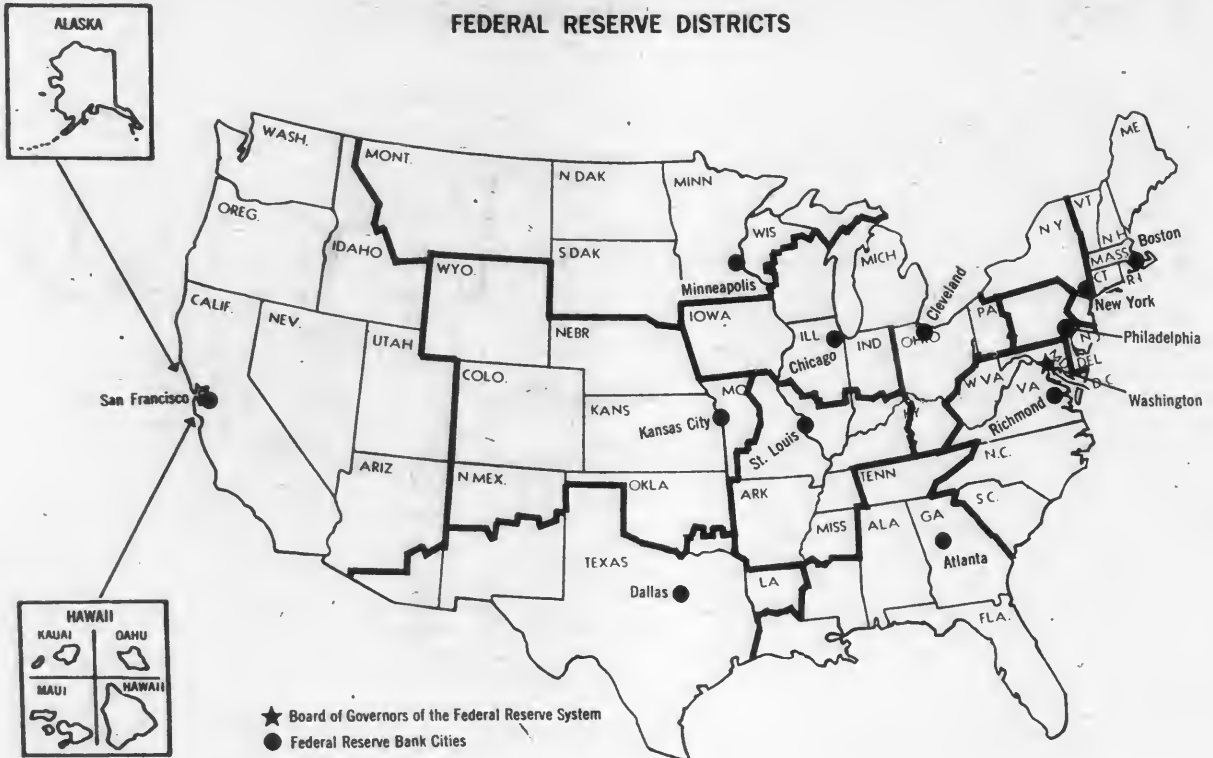 FEDERAL RESERVE DISTRICTS
ALASKA
WASH.
MONT.
N DAK
MINN
ME
OREG.
IDAHO
WYO.
S DAK
WIS
MICH
N Y
VT
N H
Boston
MASS
CT
R I
Minneapolis
Cleveland
New York
CALIF.
NEV.
UTAH
NEBR
IOWA
ILL
Chicago
IND
OHIO
PA
Philadelphia
N J
DEL
D C
Washington
San Francisco
COLO.
KANS
Kansas City
MO
St. Louis
KY
W VA
VA
Richmond
ARIZ
N MEX.
OKLA
ARK
TENN
N.C.
S C.
TEXAS
Dallas
LA
MISS
ALA
GA
Atlanta
FLA.
HAWAII
KAUAI
OAHU
MAUI
HAWAII
★ Board of Governors of the Federal Reserve System
● Federal Reserve Bank Cities